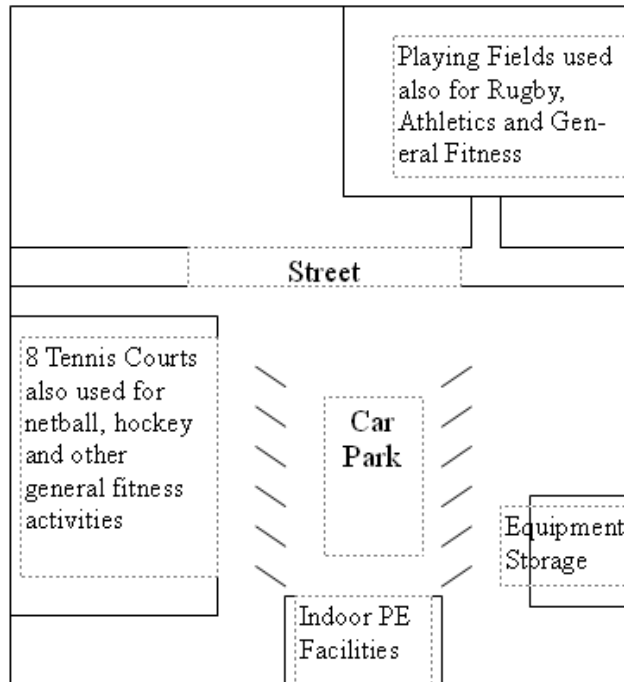 Playing Fields used
also for Rugby,
Athletics and Gen-
eral Fitness
Street
8 Tennis Courts
also used for
netball, hockey
and other
general fitness
activities
Car
Park
Equipment
Storage
Indoor PE
Facilities